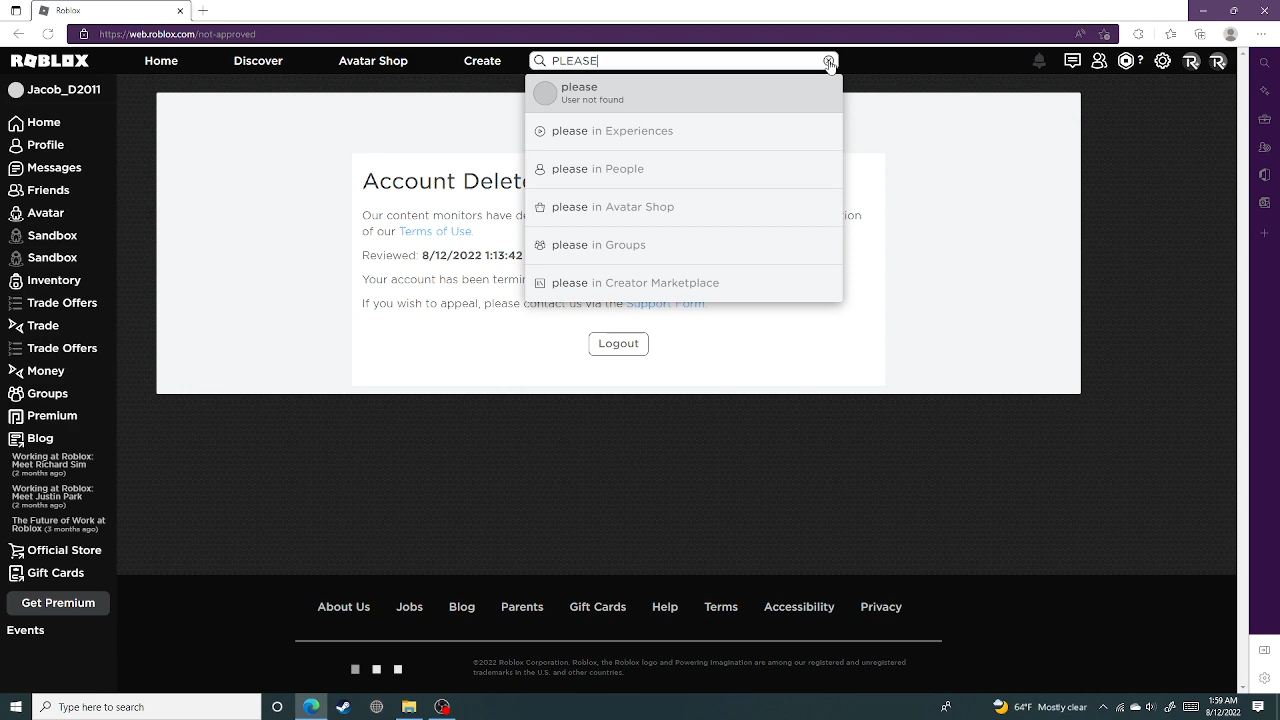 Roblox
https://web.roblox.com/not-approved
ROBLOX
Home
Discover
Avatar Shop
Create
PLEASE
?
please
User not found
please in Experiences
please in People
please in Avatar Shop
please in Groups
please in Creator Marketplace
Jacob_D2011
Home
Profile
Messages
Friends
Avatar
Sandbox
Sandbox
Inventory
Trade Offers
Trade
Trade Offers
Money
Groups
Premium
Blog
Working at Roblox:
Meet Richard Sim
(2 months ago)
Working at Roblox:
Meet Justin Park
(2 months ago)
The Future of Work at
Roblox (3 months ago)
Official Store
Gift Cards
Get Premium
Events
Account
Our content monitors have
of our Terms of Use.
Reviewed: 8/12/2022 1:13:42
Your account has been
If you wish to appeal, please contact us via the Support Form.
Logout
About Us
Jobs
Blog
Parents
Gift Cards
Help
Terms
Accessibility
Privacy
©2022 Roblox Corporation. Roblox, the Roblox logo and Powering Imagination are among our registered and unregistered
trademarks in the U.S. and other countries.
Type here to search
64°F Mostly clear
1:59 AM
8/12/2022